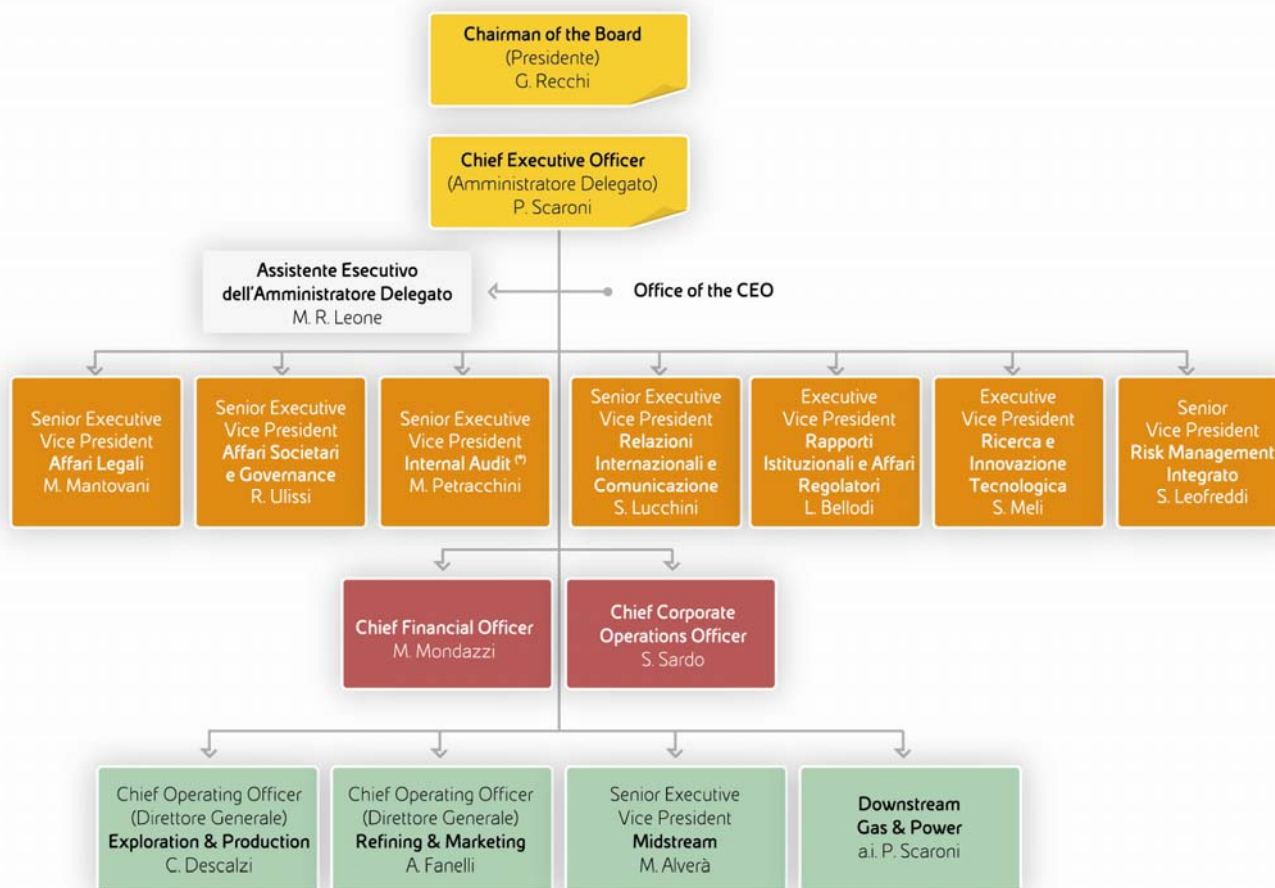 Chairman of the Board
(Presidente)
G. Recchi
Chief Executive Officer
(Amministratore Delegato)
P. Scaroni
Assistente Esecutivo
dell'Amministratore Delegato
M. R. Leone
Office of the CEO
Senior Executive
Vice President
Affari Legali
M. Mantovani
Senior Executive
Vice President
Affari Societari
e Governance
R. Ulissi
Senior Executive
Vice President
Internal Audit (*)
M. Petracchini
Senior Executive
Vice President
Relazioni
Internazionali e
Comunicazione
S. Lucchini
Executive
Vice President
Rapporti
Istituzionali e Affari
Regolatori
L. Bellodi
Executive
Vice President
Ricerca e
Innovazione
Tecnologica
S. Meli
Senior
Vice President
Risk Management
Integrato
S. Leofreddi
Chief Financial Officer
M. Mondazzi
Chief Corporate
Operations Officer
S. Sardo
Chief Operating Officer
(Direttore Generale)
Exploration & Production
C. Descalzi
Chief Operating Officer
(Direttore Generale)
Refining & Marketing
A. Fanelli
Senior Executive
Vice President
Midstream
M. Alverà
Downstream
Gas & Power
a.i. P. Scaroni